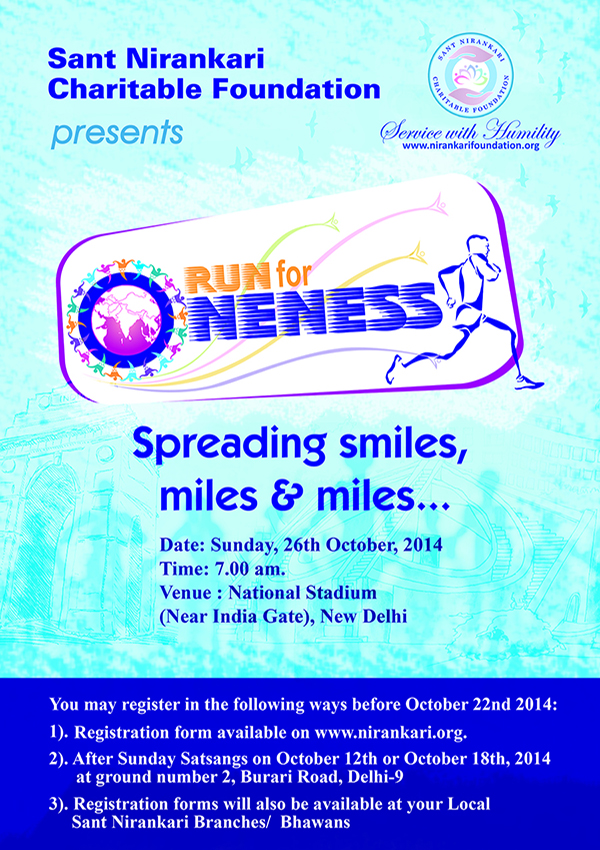 Sant Nirankari
Charitable Foundation
presents
SANT NIRANKARI
CHARITABLE FOUNDATION
Service with Humility
www.nirankarifoundation.org
RUN for
ONENESS
Spreading smiles,
miles & miles...
Date: Sunday, 26th October, 2014
Time: 7.00 am.
Venue : National Stadium
(Near India Gate), New Delhi
You may register in the following ways before October 22nd 2014:
1). Registration form available on www.nirankari.org.
2). After Sunday Satsangs on October 12th or October 18th, 2014
at ground number 2, Burari Road, Delhi-9
3). Registration forms will also be available at your Local
Sant Nirankari Branches/ Bhawans